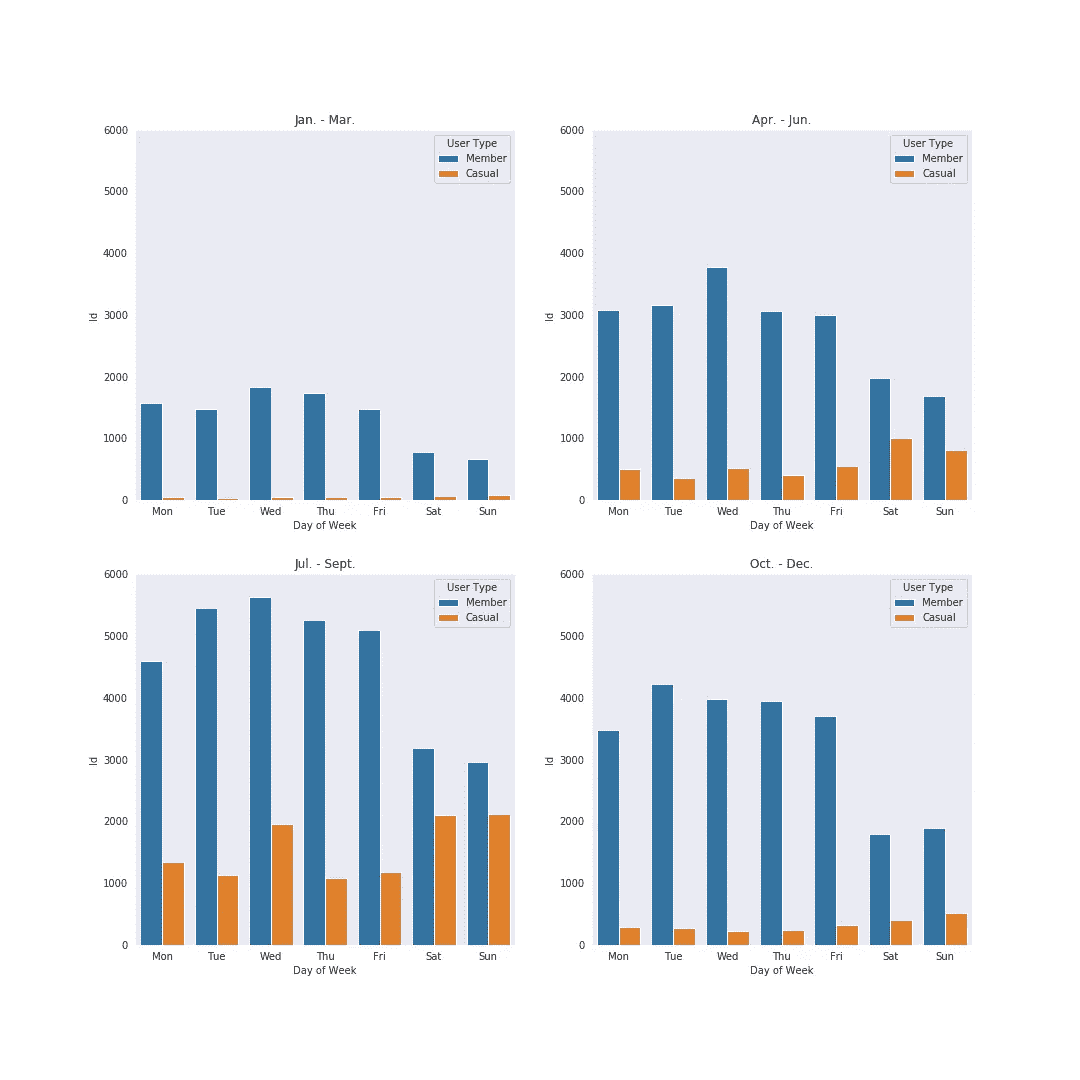 Jan. - Mar.
6000
5000
4000
3000
2000
1000
0
Id
User Type
Member
Casual
Mon Tue Wed Thu Fri Sat Sun
Day of Week
Apr. - Jun.
6000
5000
4000
3000
2000
1000
0
Id
User Type
Member
Casual
Mon Tue Wed Thu Fri Sat Sun
Day of Week
Jul. - Sept.
6000
5000
4000
3000
2000
1000
0
Id
User Type
Member
Casual
Mon Tue Wed Thu Fri Sat Sun
Day of Week
Oct. - Dec.
6000
5000
4000
3000
2000
1000
0
Id
User Type
Member
Casual
Mon Tue Wed Thu Fri Sat Sun
Day of Week